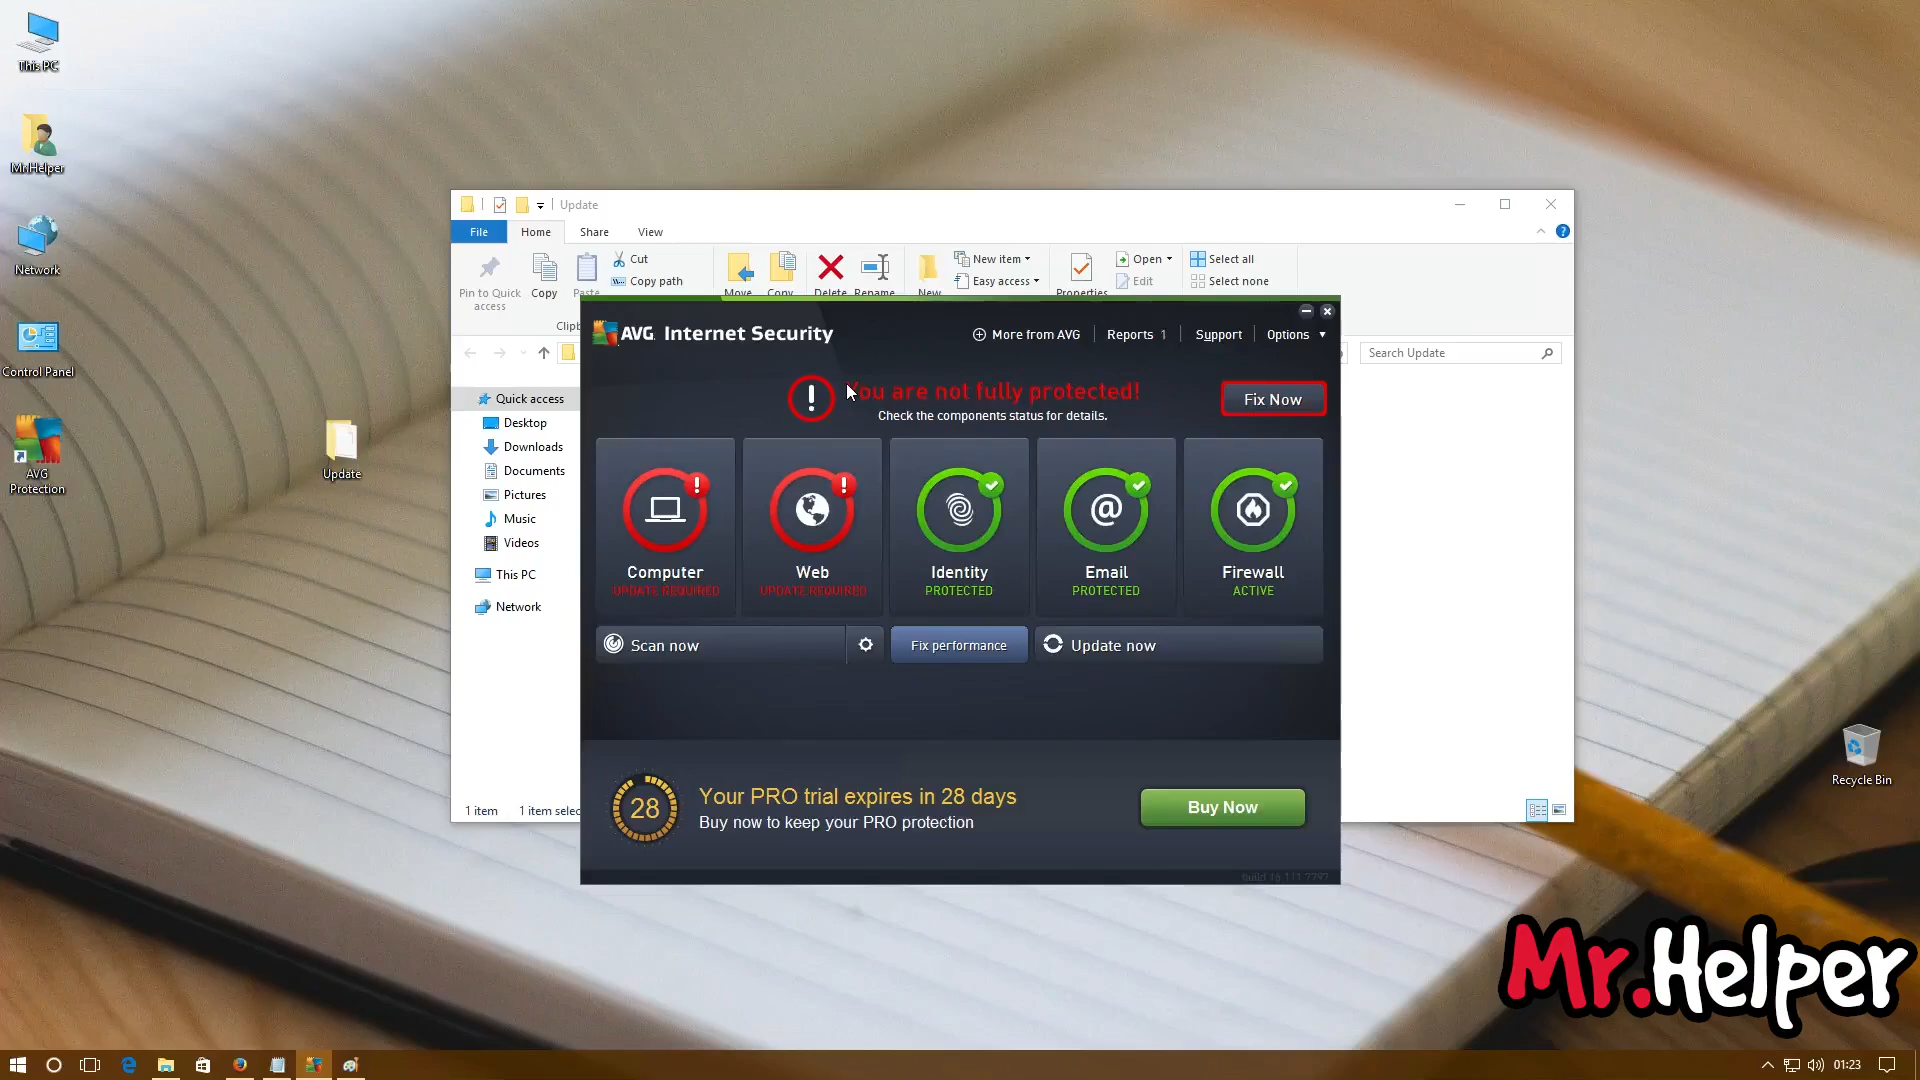 This PC
MrHelper
Network
Control Panel
AVG
Protection
Update
Update
File
Home
Share
View
Pin to Quick
access
Copy
Cut
Copy path
Move
Copy
Delete
Rename
New
New item
Easy access
Properties
Open
Edit
Select all
Select none
Search Update
Quick access
Desktop
Downloads
Documents
Pictures
Music
Videos
This PC
Network
1 item
AVG. Internet Security
More from AVG
Reports 1
Support
Options
You are not fully protected!
Check the components status for details.
Fix Now
Computer
UPDATE REQUIRED
Web
UPDATE REQUIRED
Identity
PROTECTED
Email
PROTECTED
Firewall
ACTIVE
Scan now
Fix performance
Update now
28
Your PRO trial expires in 28 days
Buy now to keep your PRO protection
Buy Now
Recycle Bin
Mr.Helper
01:23